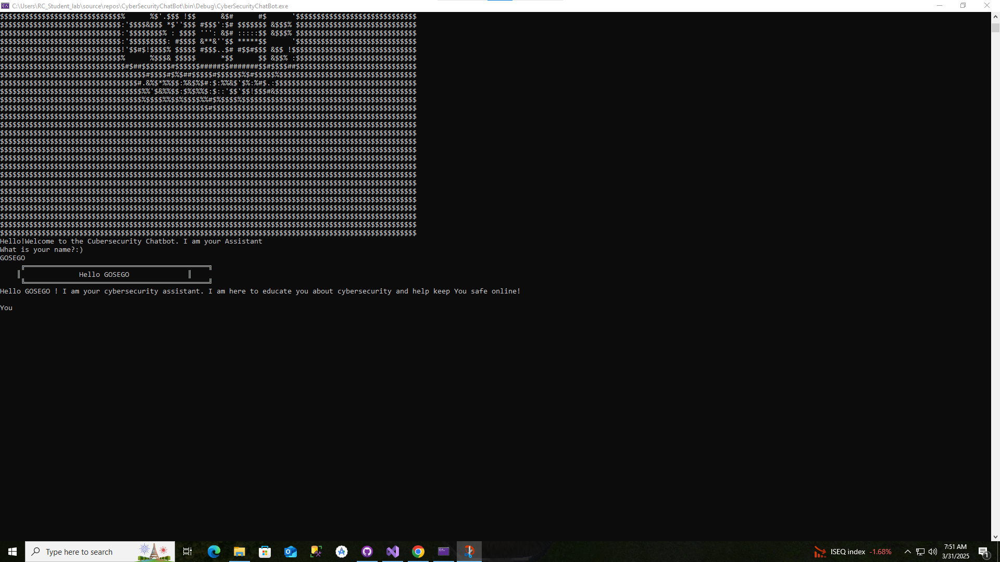 C:\Users\RC_Student_lab\source\repos\CyberSecurityChatBot\bin\Debug\CyberSecurityChatBot.exe
Hello!Welcome to the Cubersecurity Chatbot. I am your Assistant
What is your name?:)
GOSEGO
Hello GOSEGO
Hello GOSEGO ! I am your cybersecurity assistant. I am here to educate you about cybersecurity and help keep You safe online!
You
Type here to search
ISEQ index -1.68%
7:51 AM
3/31/2025
1